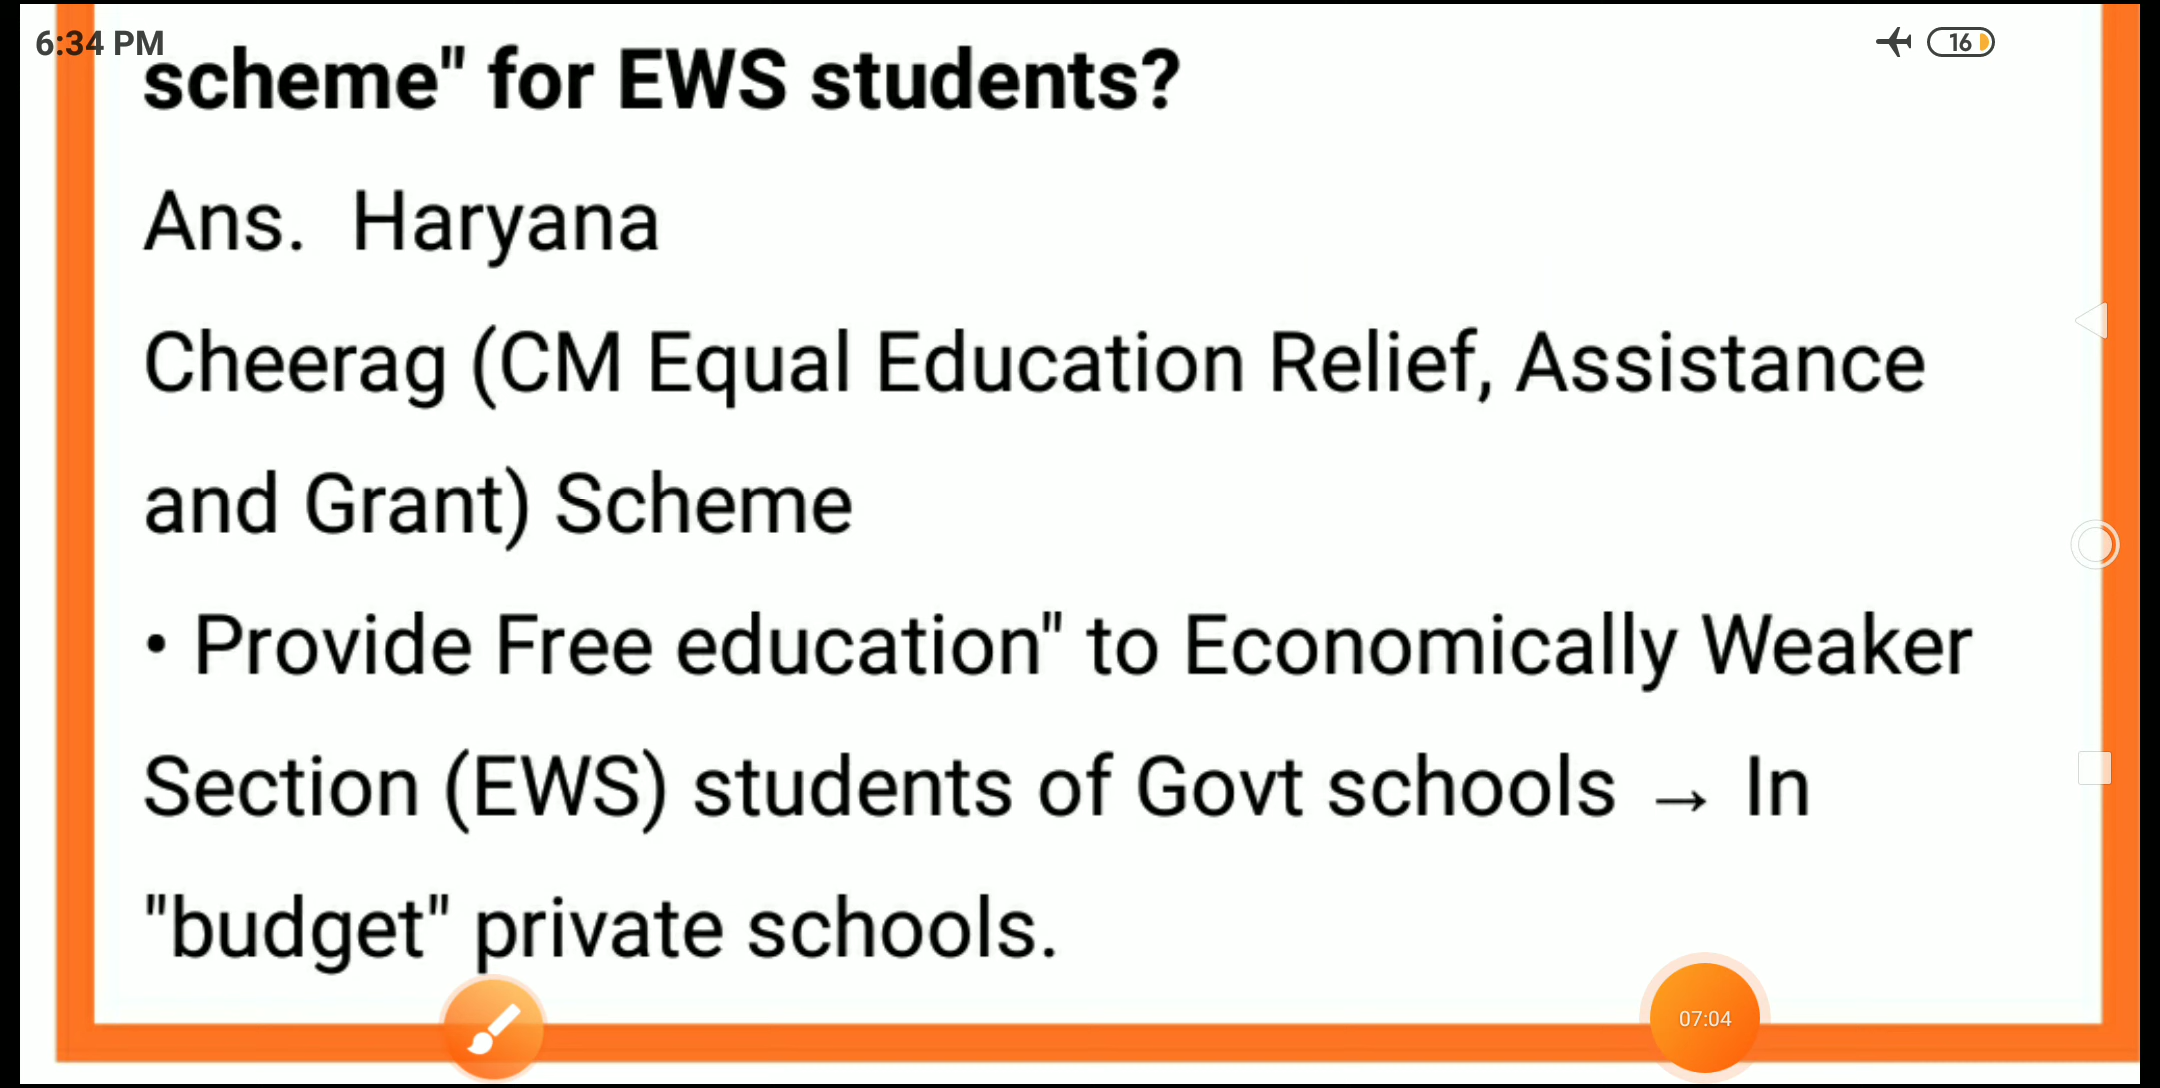 6:34 PM
16
scheme" for EWS students?
Ans. Haryana
Cheerag (CM Equal Education Relief, Assistance
and Grant) Scheme
• Provide Free education" to Economically Weaker
Section (EWS) students of Govt schools → In
"budget" private schools.
07:04